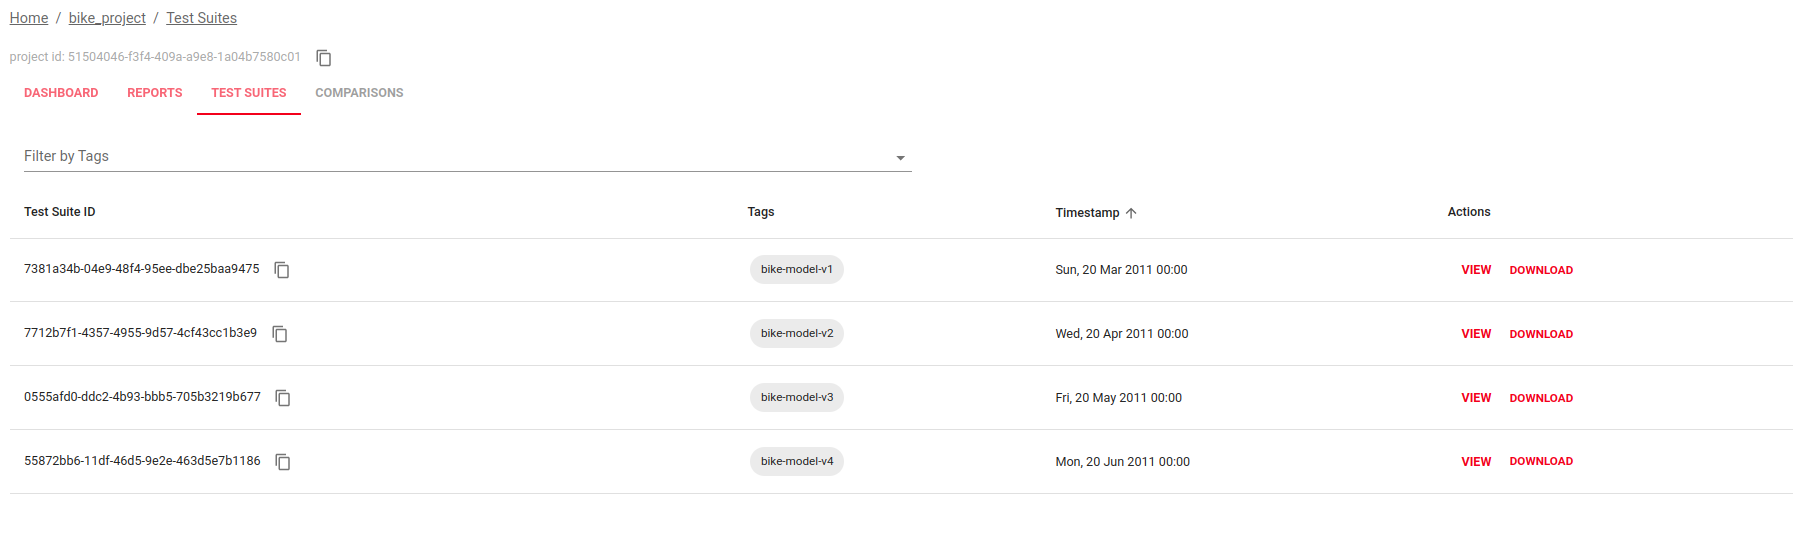 Home / bike_project / Test Suites
project id: 51504046-f3f4-409a-a9e8-1a04b7580c01
DASHBOARD REPORTS TEST SUITES COMPARISONS
Filter by Tags
Test Suite ID Tags Timestamp Actions
7381a34b-04e9-48f4-95ee-dbe25baa9475 bike-model-v1 Sun, 20 Mar 2011 00:00 VIEW DOWNLOAD
7712b7f1-4357-4955-9d57-4cf43cc1b3e9 bike-model-v2 Wed, 20 Apr 2011 00:00 VIEW DOWNLOAD
0555afd0-ddc2-4b93-bbb5-705b3219b677 bike-model-v3 Fri, 20 May 2011 00:00 VIEW DOWNLOAD
55872bb6-11df-46d5-9e2e-463d5e7b1186 bike-model-v4 Mon, 20 Jun 2011 00:00 VIEW DOWNLOAD